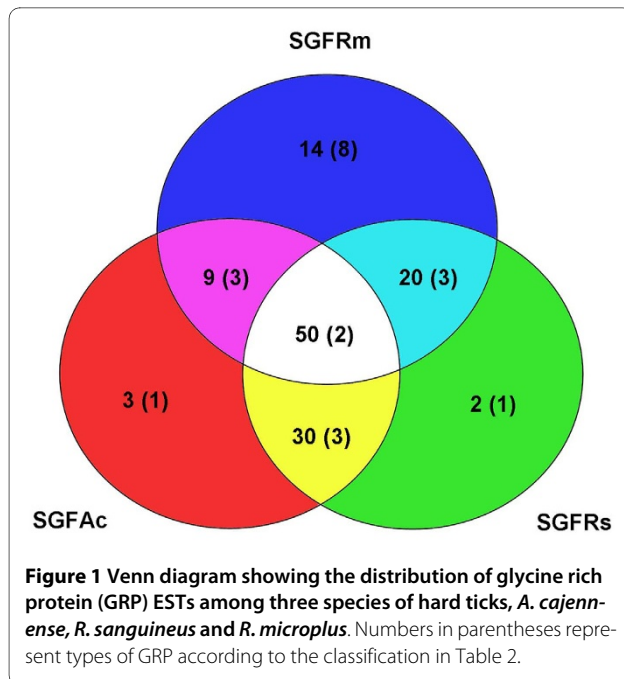 SGFRm
14 (8)
9 (3)
20 (3)
50 (2)
3 (1)
2 (1)
30 (3)
SGFAc
SGFRs
Figure 1 Venn diagram showing the distribution of glycine rich
protein (GRP) ESTs among three species of hard ticks, A. cajenn-
ense, R. sanguineus and R. microplus. Numbers in parentheses repre-
sent types of GRP according to the classification in Table 2.